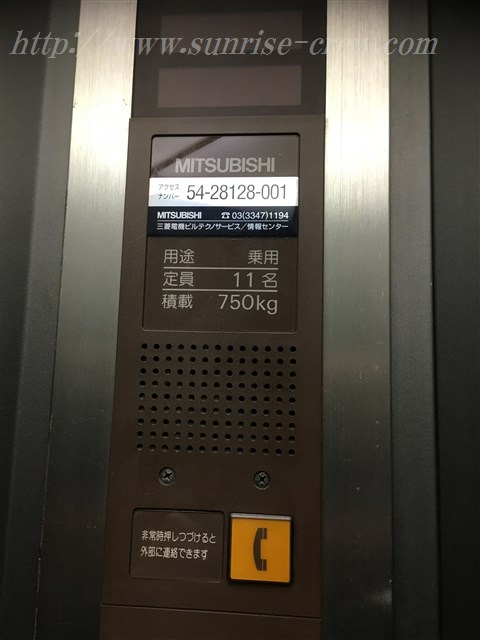 http://www.sunrise-crew.com/
MITSUBISHI
アクセス
ナンバー 54-28128-001
MITSUBISHI ☎ 03(3347)1194
三菱電機ビルテクノサービス／情報センター
用途 乗用
定員 11名
積載 750kg
非常時押しつづけると
外部に連絡できます